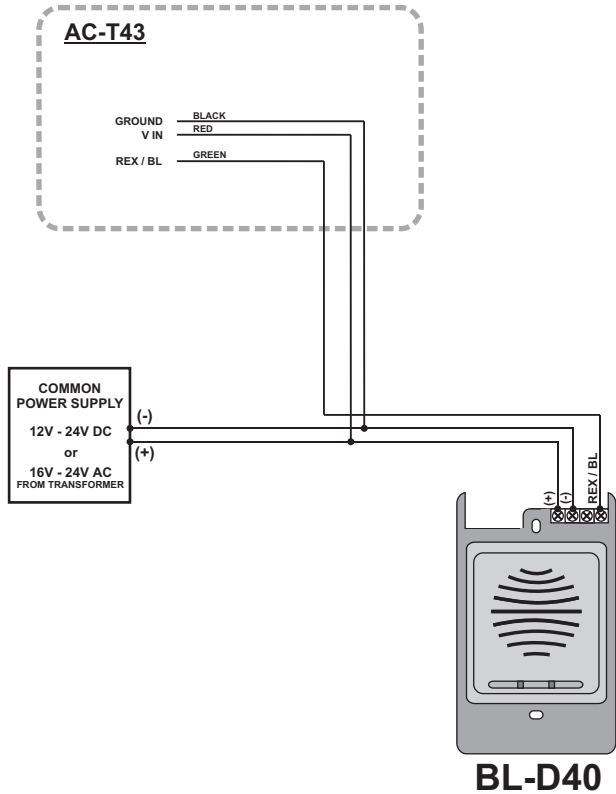 AC-T43
GROUND BLACK
V IN RED
REX / BL GREEN
COMMON
POWER SUPPLY
12V - 24V DC
or
16V - 24V AC
FROM TRANSFORMER
(-)
(+)
(+)
(-)
REX / BL
BL-D40